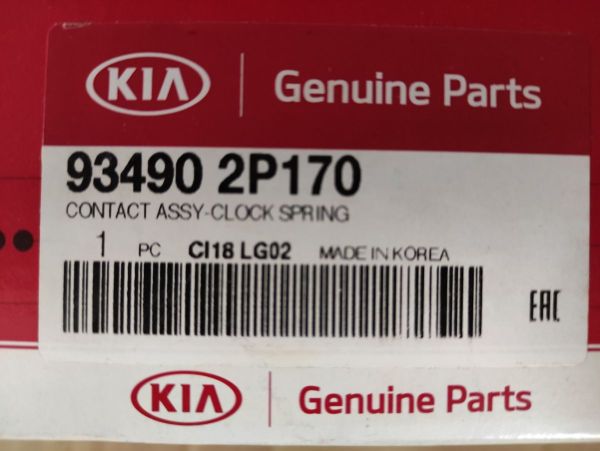 KIA Genuine Parts
93490 2P170
CONTACT ASSY-CLOCK SPRING
1 PC CI18 LG02 MADE IN KOREA
EAC
KIA Genuine Parts